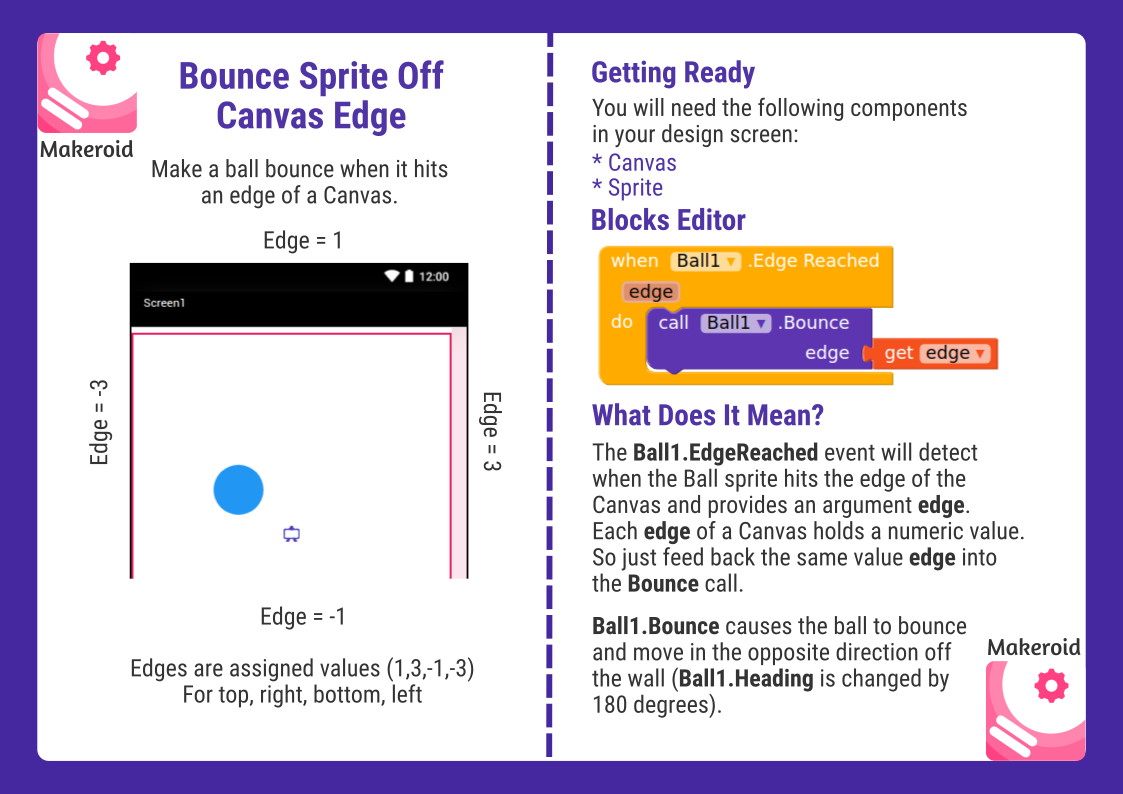 Makeroid
Bounce Sprite Off
Canvas Edge
Make a ball bounce when it hits
an edge of a Canvas.
Edge = 1
12:00
Screen1
Edge = -3
Edge = 3
Edge = -1
Edges are assigned values (1,3,-1,-3)
For top, right, bottom, left
Getting Ready
You will need the following components
in your design screen:
* Canvas
* Sprite
Blocks Editor
when Ball1 .Edge Reached
edge
do call Ball1 .Bounce
edge get edge
What Does It Mean?
The Ball1.EdgeReached event will detect
when the Ball sprite hits the edge of the
Canvas and provides an argument edge.
Each edge of a Canvas holds a numeric value.
So just feed back the same value edge into
the Bounce call.
Ball1.Bounce causes the ball to bounce
and move in the opposite direction off
the wall (Ball1.Heading is changed by
180 degrees).
Makeroid